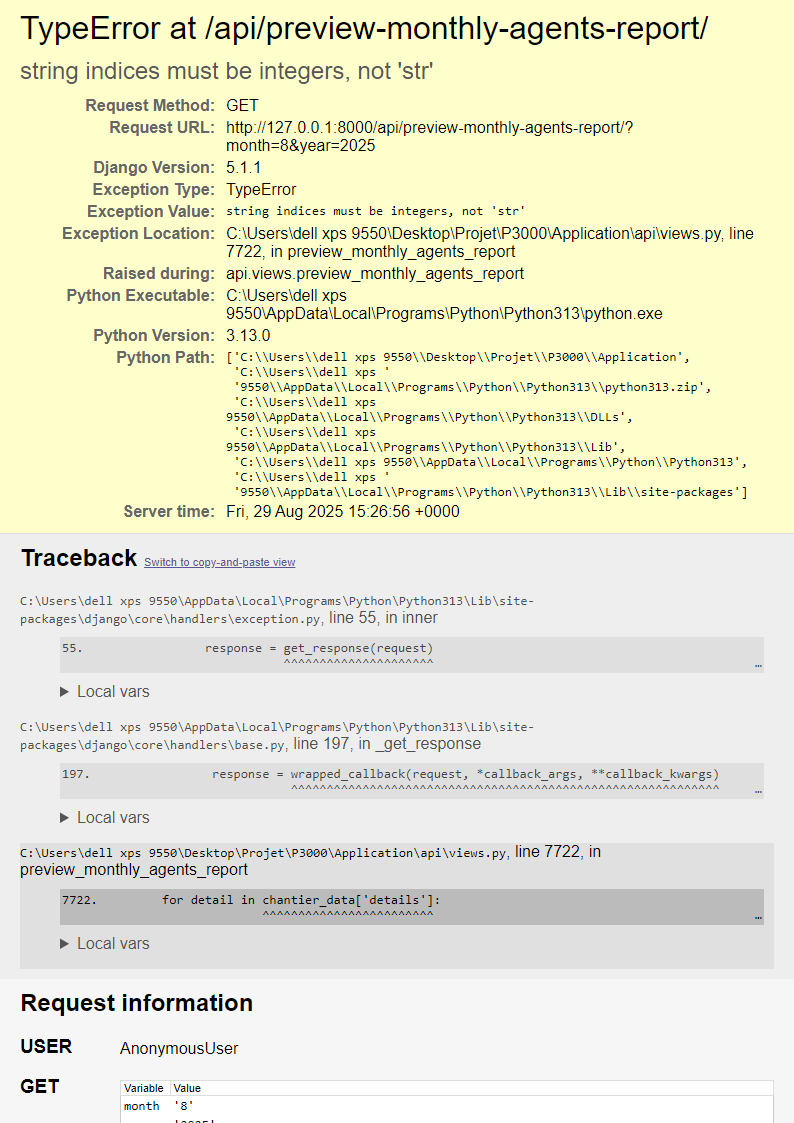 TypeError at /api/preview-monthly-agents-report/
string indices must be integers, not 'str'
Request Method: GET
Request URL: http://127.0.0.1:8000/api/preview-monthly-agents-report/?
month=8&year=2025
Django Version: 5.1.1
Exception Type: TypeError
Exception Value: string indices must be integers, not 'str'
Exception Location: C:\Users\dell xps 9550\Desktop\Projet\P3000\Application\api\views.py, line
7722, in preview_monthly_agents_report
Raised during: api.views.preview_monthly_agents_report
Python Executable: C:\Users\dell xps
9550\AppData\Local\Programs\Python\Python313\python.exe
Python Version: 3.13.0
Python Path: ['C:\\Users\\dell xps 9550\\Desktop\\Projet\\P3000\\Application',
'C:\\Users\\dell xps '
'9550\\AppData\\Local\\Programs\\Python\\Python313\\python313.zip',
'C:\\Users\\dell xps
9550\\AppData\\Local\\Programs\\Python\\Python313\\DLLs',
'C:\\Users\\dell xps
9550\\AppData\\Local\\Programs\\Python\\Python313\\Lib',
'C:\\Users\\dell xps 9550\\AppData\\Local\\Programs\\Python\\Python313',
'C:\\Users\\dell xps '
'9550\\AppData\\Local\\Programs\\Python\\Python313\\Lib\\site-packages']
Server time: Fri, 29 Aug 2025 15:26:56 +0000
Traceback Switch to copy-and-paste view
C:\Users\dell xps 9550\AppData\Local\Programs\Python\Python313\Lib\site-
packages\django\core\handlers\exception.py, line 55, in inner
55. response = get_response(request)
^^^^^^^^^^^^^^^^^^^^^ …
▶ Local vars
C:\Users\dell xps 9550\AppData\Local\Programs\Python\Python313\Lib\site-
packages\django\core\handlers\base.py, line 197, in _get_response
197. response = wrapped_callback(request, *callback_args, **callback_kwargs)
^^^^^^^^^^^^^^^^^^^^^^^^^^^^^^^^^^^^^^^^^^^^^^^^^^^^^^^^^^^ …
▶ Local vars
C:\Users\dell xps 9550\Desktop\Projet\P3000\Application\api\views.py, line 7722, in
preview_monthly_agents_report
7722. for detail in chantier_data['details']:
^^^^^^^^^^^^^^^^^^^^^^^^ …
▶ Local vars
Request information
USER AnonymousUser
GET Variable Value
month '8'
'2025'